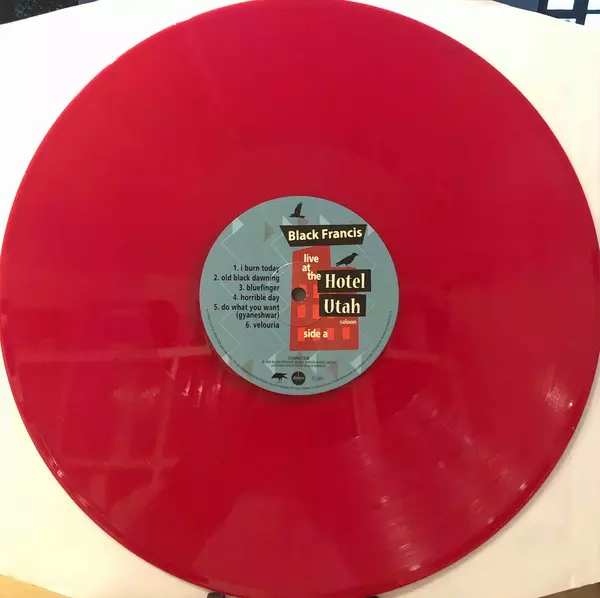 Black Francis
live
at
the
Hotel
Utah
saloon
side a
1. i burn today
2. old black dawning
3. bluefinger
4. horrible day
5. do what you want
(gyaneshwar)
6. velouria